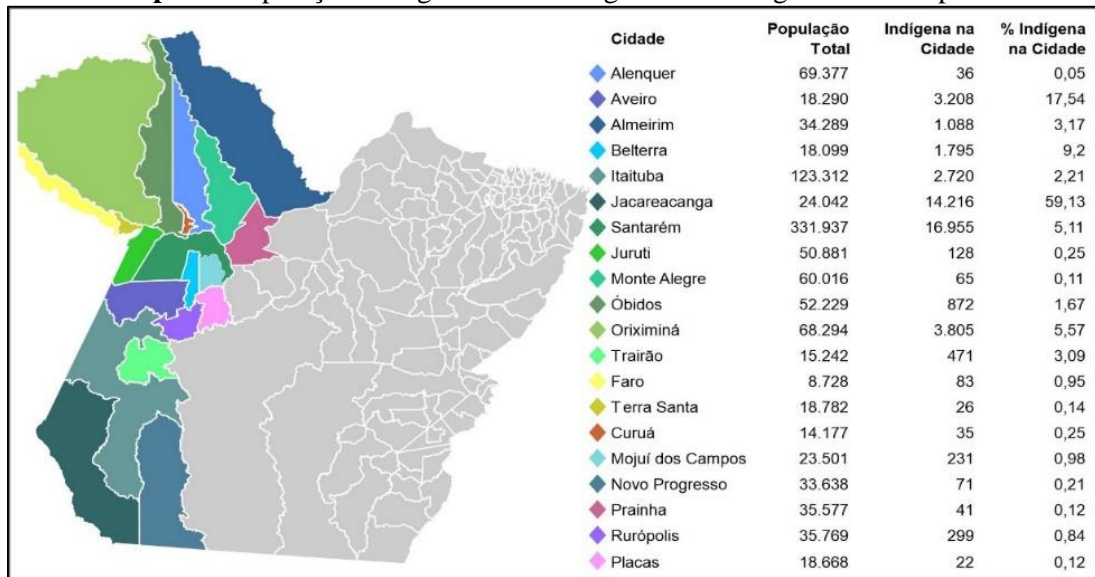 Cidade População Total Indígena na Cidade % Indígena na Cidade
Alenquer 69.377 36 0,05
Aveiro 18.290 3.208 17,54
Almeirim 34.289 1.088 3,17
Belterra 18.099 1.795 9,2
Itaituba 123.312 2.720 2,21
Jacareacanga 24.042 14.216 59,13
Santarém 331.937 16.955 5,11
Juruti 50.881 128 0,25
Monte Alegre 60.016 65 0,11
Óbidos 52.229 872 1,67
Oriximiná 68.294 3.805 5,57
Trairão 15.242 471 3,09
Faro 8.728 83 0,95
Terra Santa 18.782 26 0,14
Curuá 14.177 35 0,25
Mojuí dos Campos 23.501 231 0,98
Novo Progresso 33.638 71 0,21
Prainha 35.577 41 0,12
Rurópolis 35.769 299 0,84
Placas 18.668 22 0,12